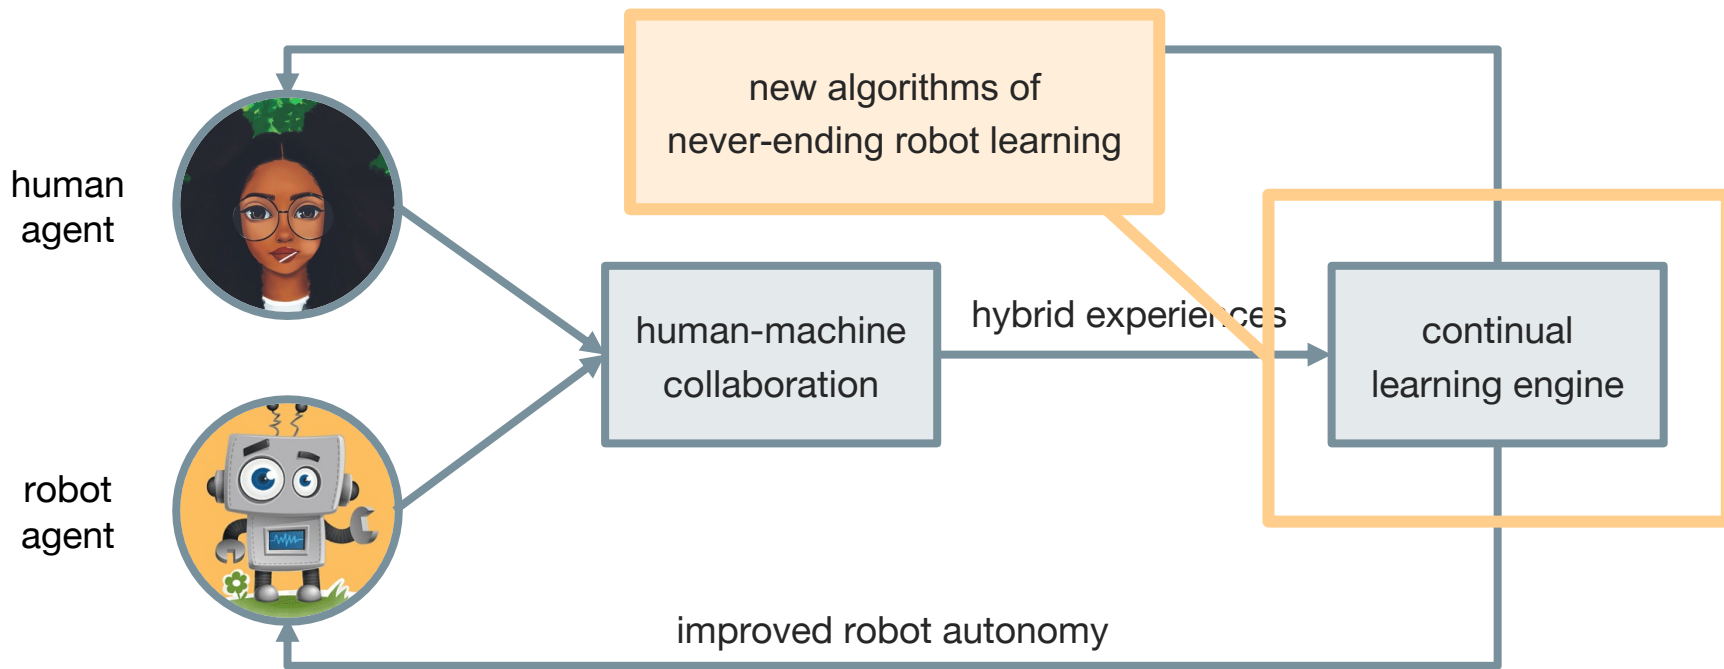 new algorithms of
never-ending robot learning
human
agent
human-machine
collaboration
hybrid experiences
continual
learning engine
robot
agent
improved robot autonomy